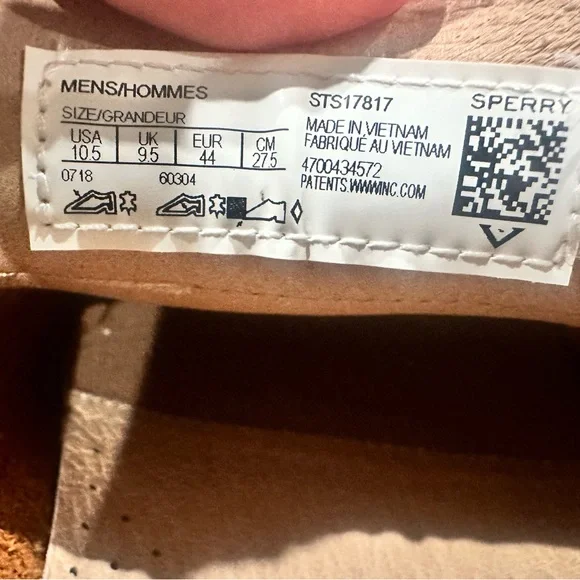 MENS/HOMMES
SIZE/GRANDEUR
USA UK EUR CM
10.5 9.5 44 27.5
0718 60304
STS17817
MADE IN VIETNAM
FABRIQUÉ AU VIETNAM
4700434572
PATENTS.WWWINC.COM
SPERRY